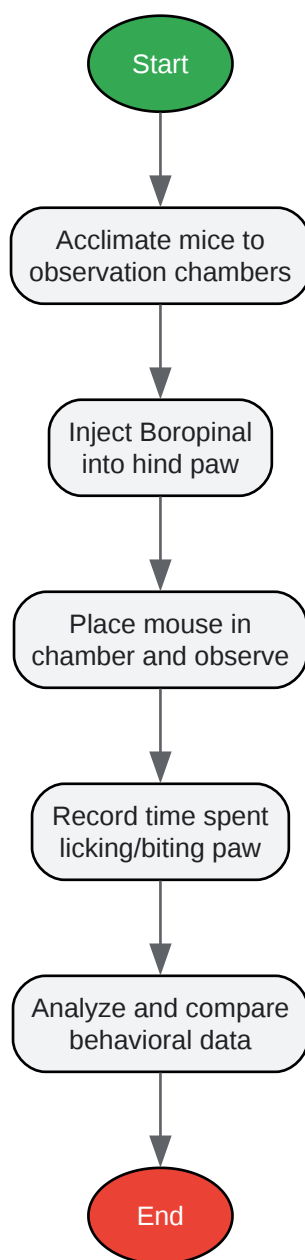 Start
Acclimate mice to
observation chambers
Inject Boropinal
into hind paw
Place mouse in
chamber and observe
Record time spent
licking/biting paw
Analyze and compare
behavioral data
End